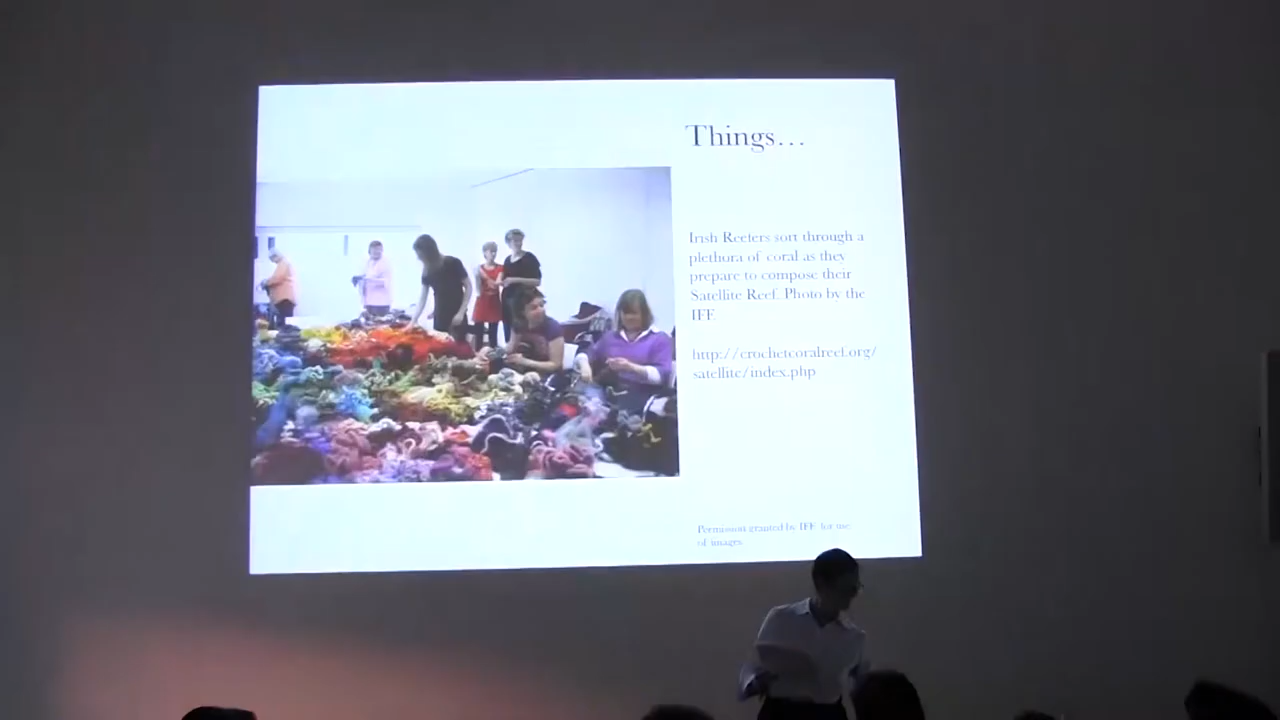 Things...
Irish Reefers sort through a
plethora of coral as they
prepare to compose their
Satellite Reef. Photo by the
IFF.
http://crochetcoralreef.org/
satellite/index.php
Permission granted by IFF for use
of images.